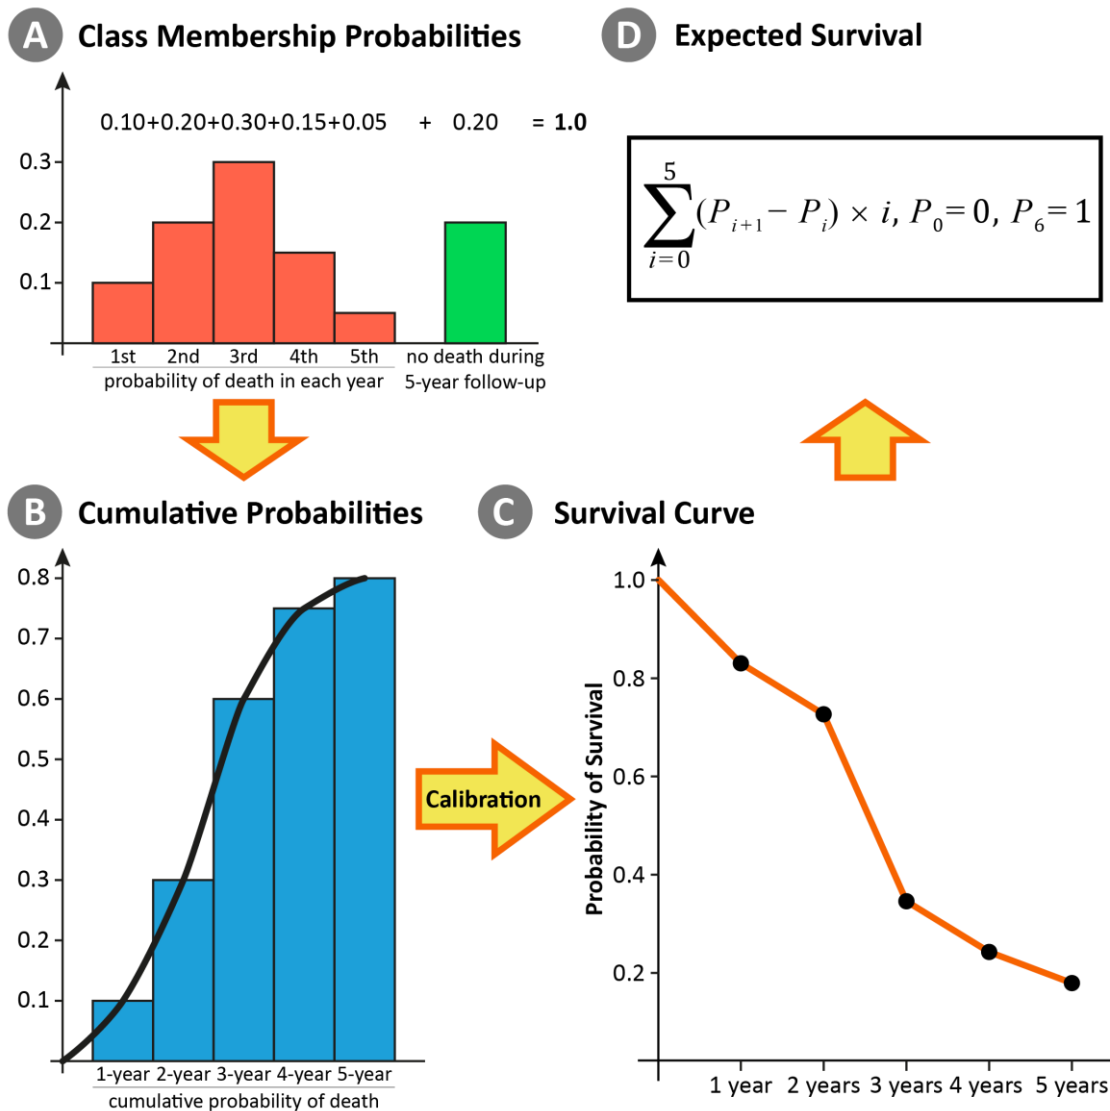 A Class Membership Probabilities
0.10+0.20+0.30+0.15+0.05 + 0.20 = 1.0
0.3
0.2
0.1
1st 2nd 3rd 4th 5th no death during
probability of death in each year 5-year follow-up
D Expected Survival
5
∑(Pᵢ₊₁ − Pᵢ) × i, P₀ = 0, P₆ = 1
i=0
B Cumulative Probabilities
0.8
0.7
0.6
0.5
0.4
0.3
0.2
0.1
1-year 2-year 3-year 4-year 5-year
cumulative probability of death
Calibration
C Survival Curve
Probability of Survival
1.0
0.8
0.6
0.4
0.2
1 year 2 years 3 years 4 years 5 years